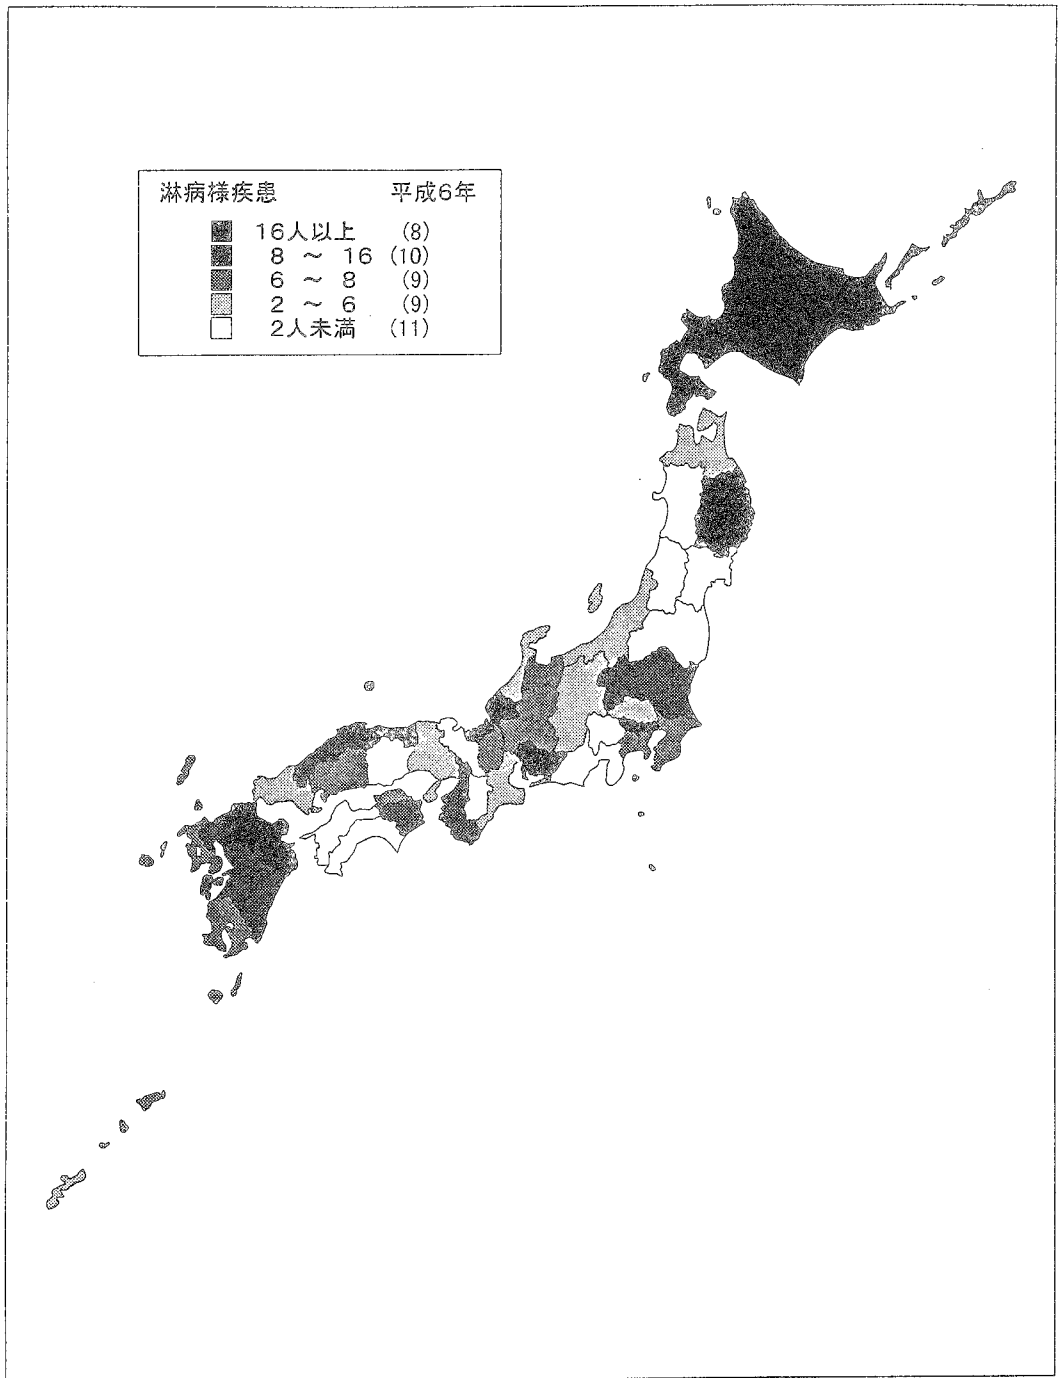 淋病様疾患 平成6年
16人以上 (8)
8 ～ 16 (10)
6 ～ 8 (9)
2 ～ 6 (9)
2人未満 (11)